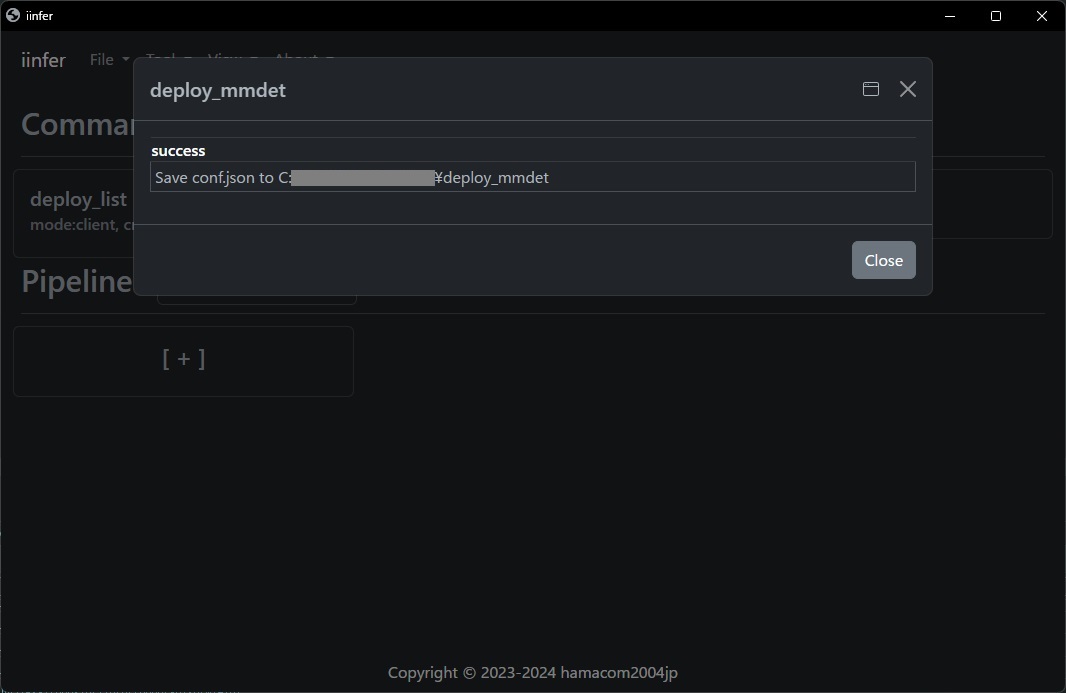 iinfer
iinfer File Tool View About
deploy_mmdet
Comman
success
Save conf.json to C: ¥deploy_mmdet
deploy_list
mode:client,
Close
Pipeline
[ + ]
Copyright © 2023-2024 hamacom2004jp